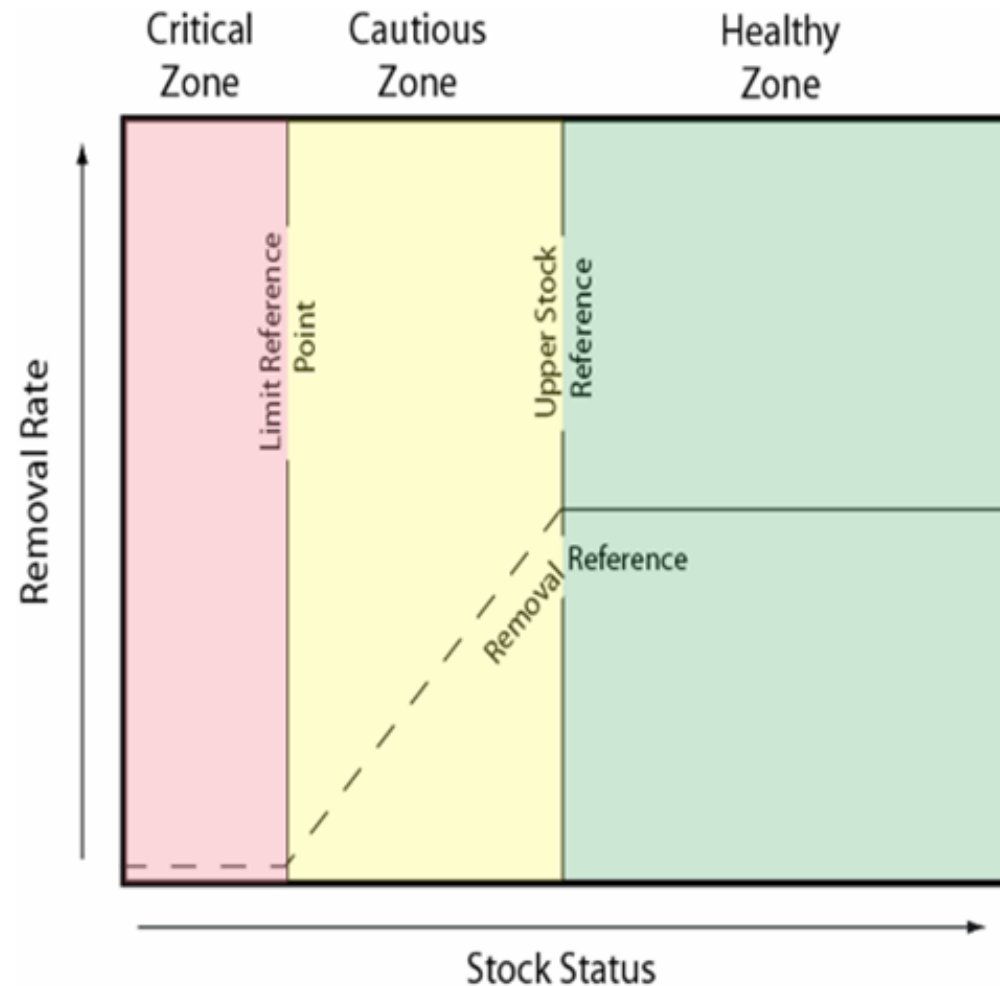 Critical
Zone
Cautious
Zone
Healthy
Zone
Removal Rate
Limit Reference
Point
Upper Stock
Reference
Removal Reference
Stock Status